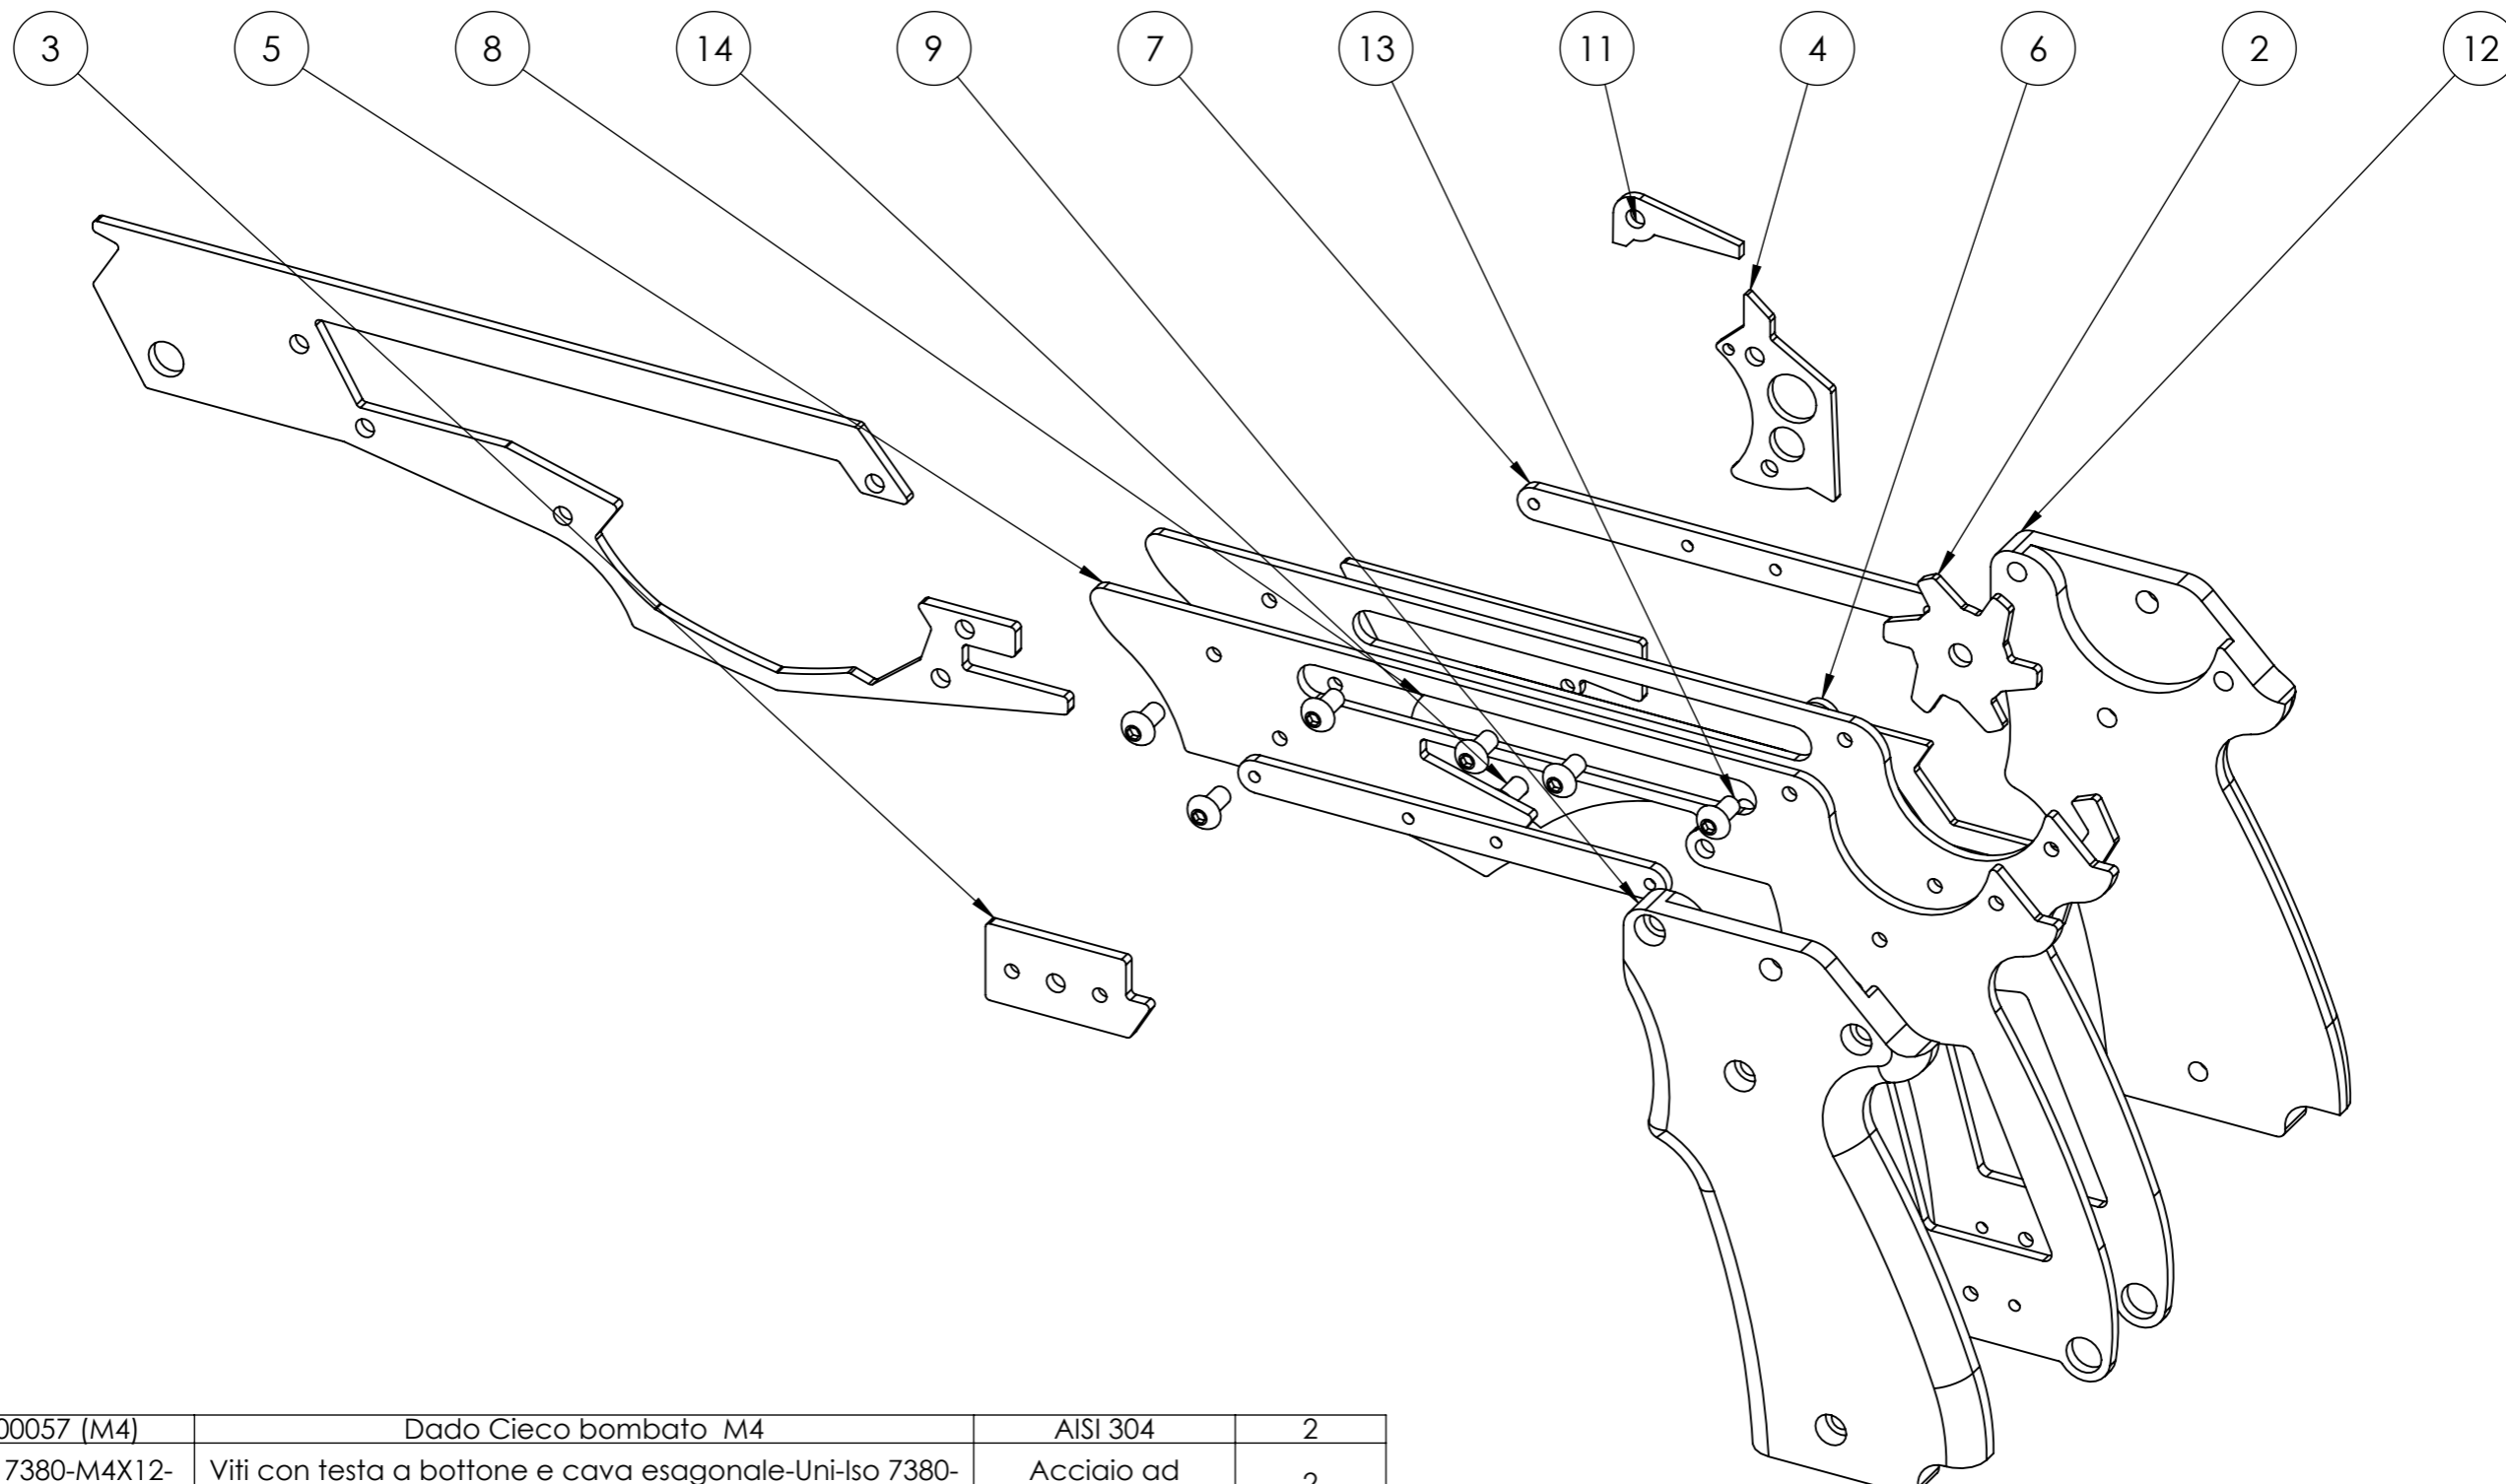 3 5 8 14 9 7 13 11 4 6 2 12
00057 (M4) Dado Cieco bombato M4 AISI 304 2
7380-M4X12- Viti con testa a bottone e cava esagonale-Uni-Iso 7380- Acciaio ad 2